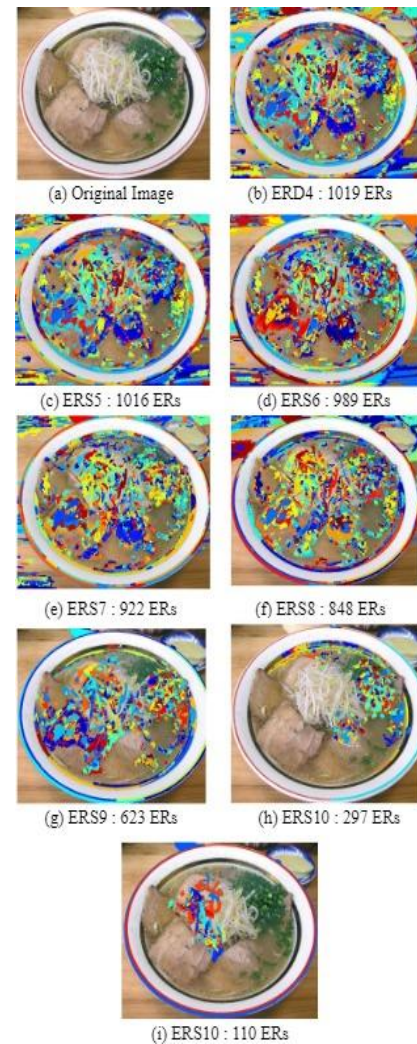 (a) Original Image
(b) ERD4 : 1019 ERs
(c) ERS5 : 1016 ERs
(d) ERS6 : 989 ERs
(e) ERS7 : 922 ERs
(f) ERS8 : 848 ERs
(g) ERS9 : 623 ERs
(h) ERS10 : 297 ERs
(i) ERS10 : 110 ERs